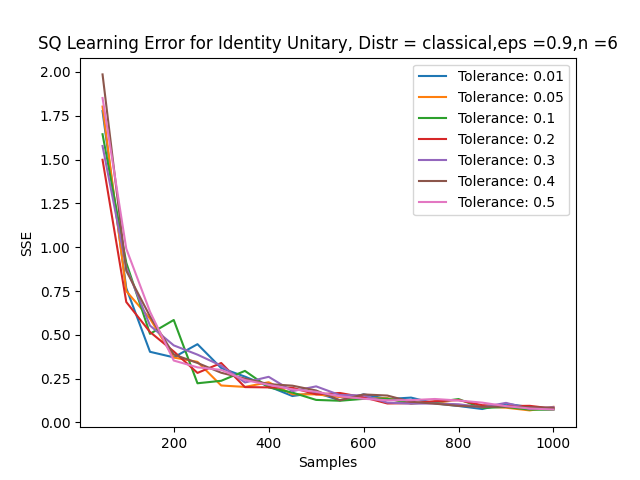 SQ Learning Error for Identity Unitary, Distr = classical,eps =0.9,n =6
2.00
1.75
1.50
1.25
1.00
0.75
0.50
0.25
0.00
SSE
Tolerance: 0.01
Tolerance: 0.05
Tolerance: 0.1
Tolerance: 0.2
Tolerance: 0.3
Tolerance: 0.4
Tolerance: 0.5
200 400 600 800 1000
Samples